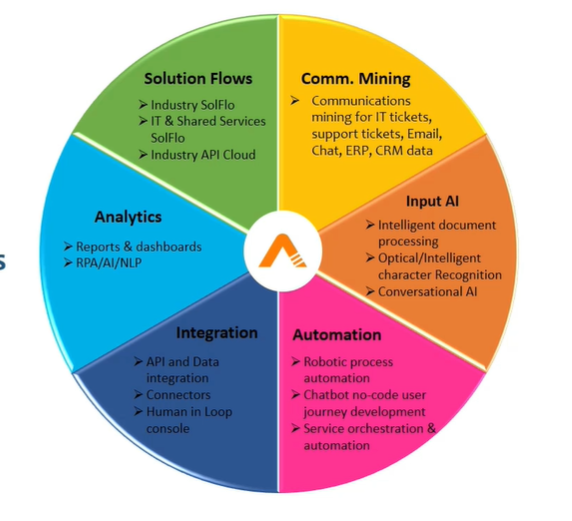 Solution Flows
➤ Industry SolFlo
➤ IT & Shared Services
SolFlo
➤ Industry API Cloud
Comm. Mining
➤ Communications
mining for IT tickets,
support tickets, Email,
Chat, ERP, CRM data
Input AI
➤ Intelligent document
processing
➤ Optical/Intelligent
character Recognition
➤ Conversational AI
Automation
➤ Robotic process
automation
➤ Chatbot no-code user
journey development
➤ Service orchestration &
automation
Integration
➤ API and Data
integration
➤ Connectors
➤ Human in Loop
console
Analytics
➤ Reports & dashboards
➤ RPA/AI/NLP
s